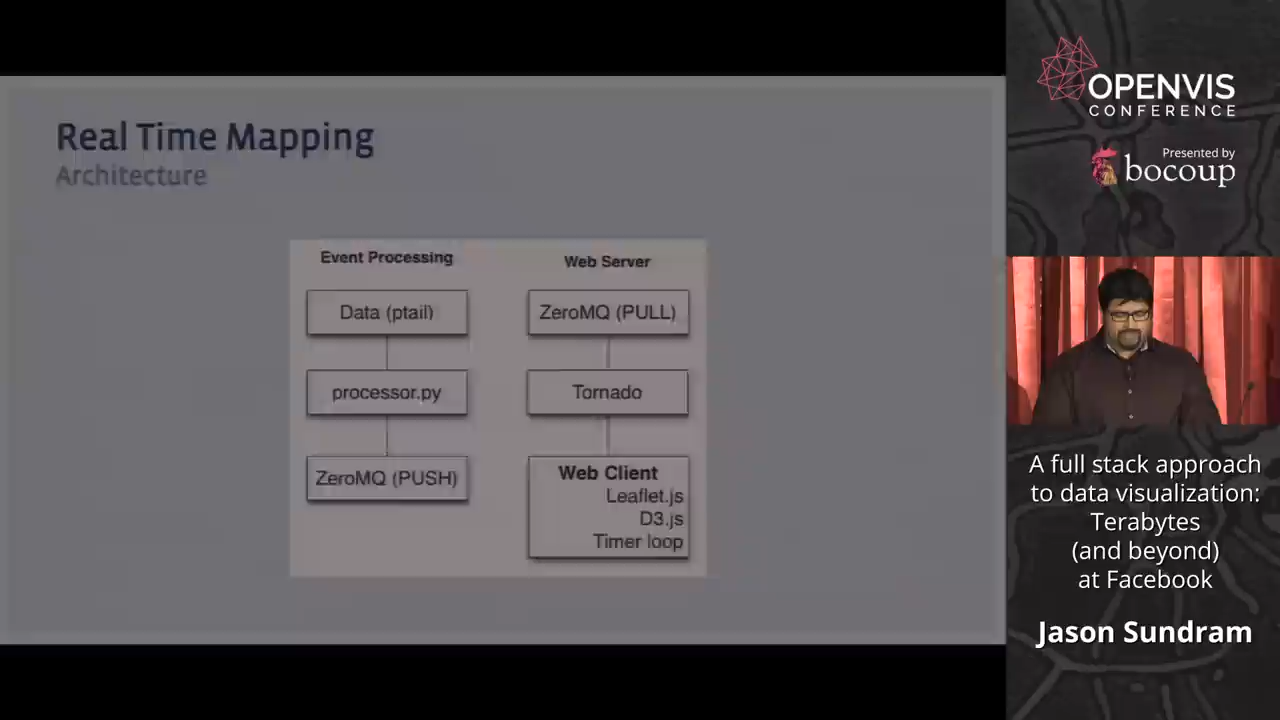 Real Time Mapping
Architecture
Event Processing
Data (ptail)
processor.py
ZeroMQ (PUSH)
Web Server
ZeroMQ (PULL)
Tornado
Web Client
Leaflet.js
D3.js
Timer loop
OPENVIS
CONFERENCE
Presented by
bocoup
A full stack approach
to data visualization:
Terabytes
(and beyond)
at Facebook
Jason Sundram